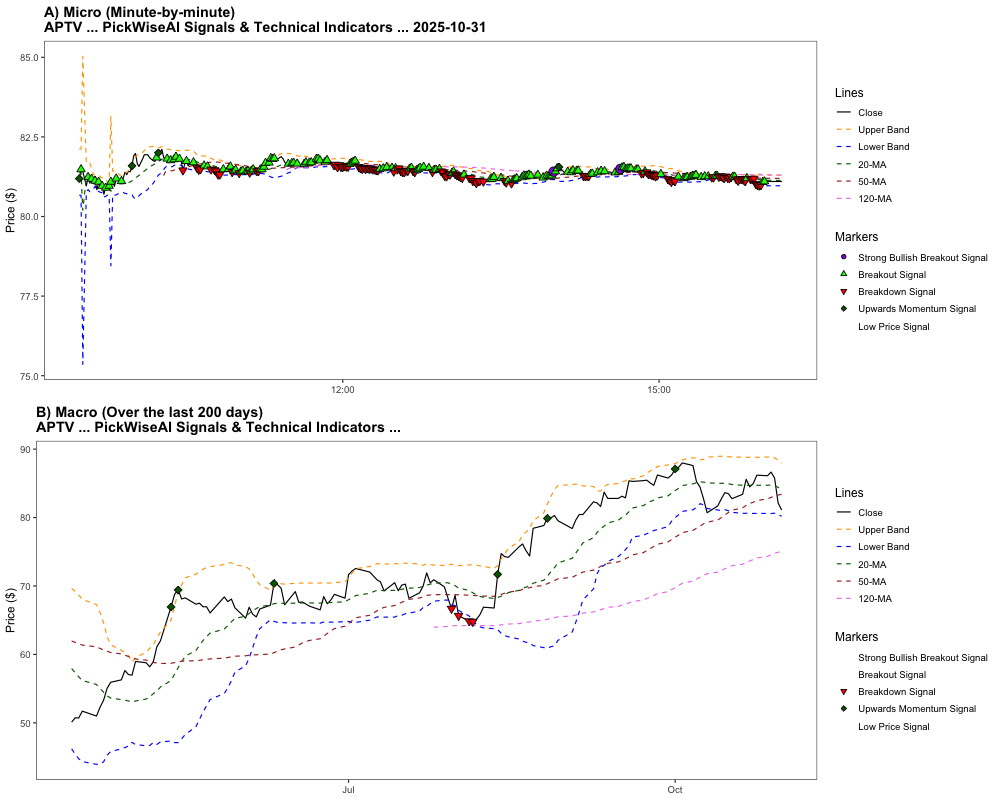 A) Micro (Minute-by-minute)
APTV ... PickWiseAI Signals & Technical Indicators ... 2025-10-31
85.0
82.5
80.0
77.5
75.0
Price ($)
12:00
15:00
Lines
Close
Upper Band
Lower Band
20-MA
50-MA
120-MA
Markers
Strong Bullish Breakout Signal
Breakout Signal
Breakdown Signal
Upwards Momentum Signal
Low Price Signal
B) Macro (Over the last 200 days)
APTV ... PickWiseAI Signals & Technical Indicators ...
90
80
70
60
50
Price ($)
Jul
Oct
Lines
Close
Upper Band
Lower Band
20-MA
50-MA
120-MA
Markers
Strong Bullish Breakout Signal
Breakout Signal
Breakdown Signal
Upwards Momentum Signal
Low Price Signal